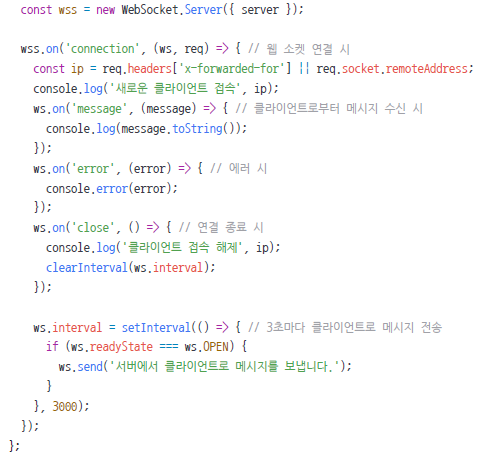 const wss = new WebSocket.Server({ server });

wss.on('connection', (ws, req) => { // 웹 소켓 연결 시
  const ip = req.headers['x-forwarded-for'] || req.socket.remoteAddress;
  console.log('새로운 클라이언트 접속', ip);
  ws.on('message', (message) => { // 클라이언트로부터 메시지 수신 시
    console.log(message.toString());
  });
  ws.on('error', (error) => { // 에러 시
    console.error(error);
  });
  ws.on('close', () => { // 연결 종료 시
    console.log('클라이언트 접속 해제', ip);
    clearInterval(ws.interval);
  });

  ws.interval = setInterval(() => { // 3초마다 클라이언트로 메시지 전송
    if (ws.readyState === ws.OPEN) {
      ws.send('서버에서 클라이언트로 메시지를 보냅니다.');
    }
  }, 3000);
});
};